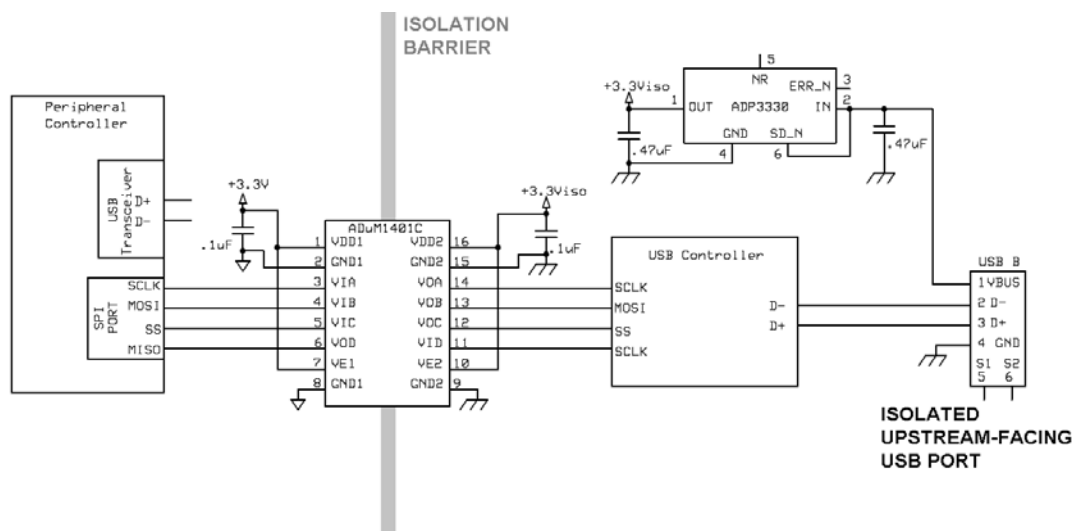 ISOLATION
BARRIER
Peripheral
Controller
USB
Transceiver
D+
D-
SPI
PORT
SCLK
MOSI
SS
MISO
+3.3V
.1uF
ADuM1401C
1 VDD1
2 GND1
3 VIA
4 VIB
5 VIC
6 VOD
7 VE1
8 GND1
VDD2 16
GND2 15
VOA 14
VOB 13
VOC 12
VID 11
VE2 10
GND2 9
+3.3Viso
.1uF
+3.3Viso
.47uF
5
NR
ERR_N 3
1 OUT ADP3330 IN 2
GND SD_N
4 6
.47uF
USB Controller
SCLK
MOSI
SS
SCLK
D-
D+
USB B
1 VBUS
2 D-
3 D+
4 GND
S1 S2
5 6
ISOLATED
UPSTREAM-FACING
USB PORT